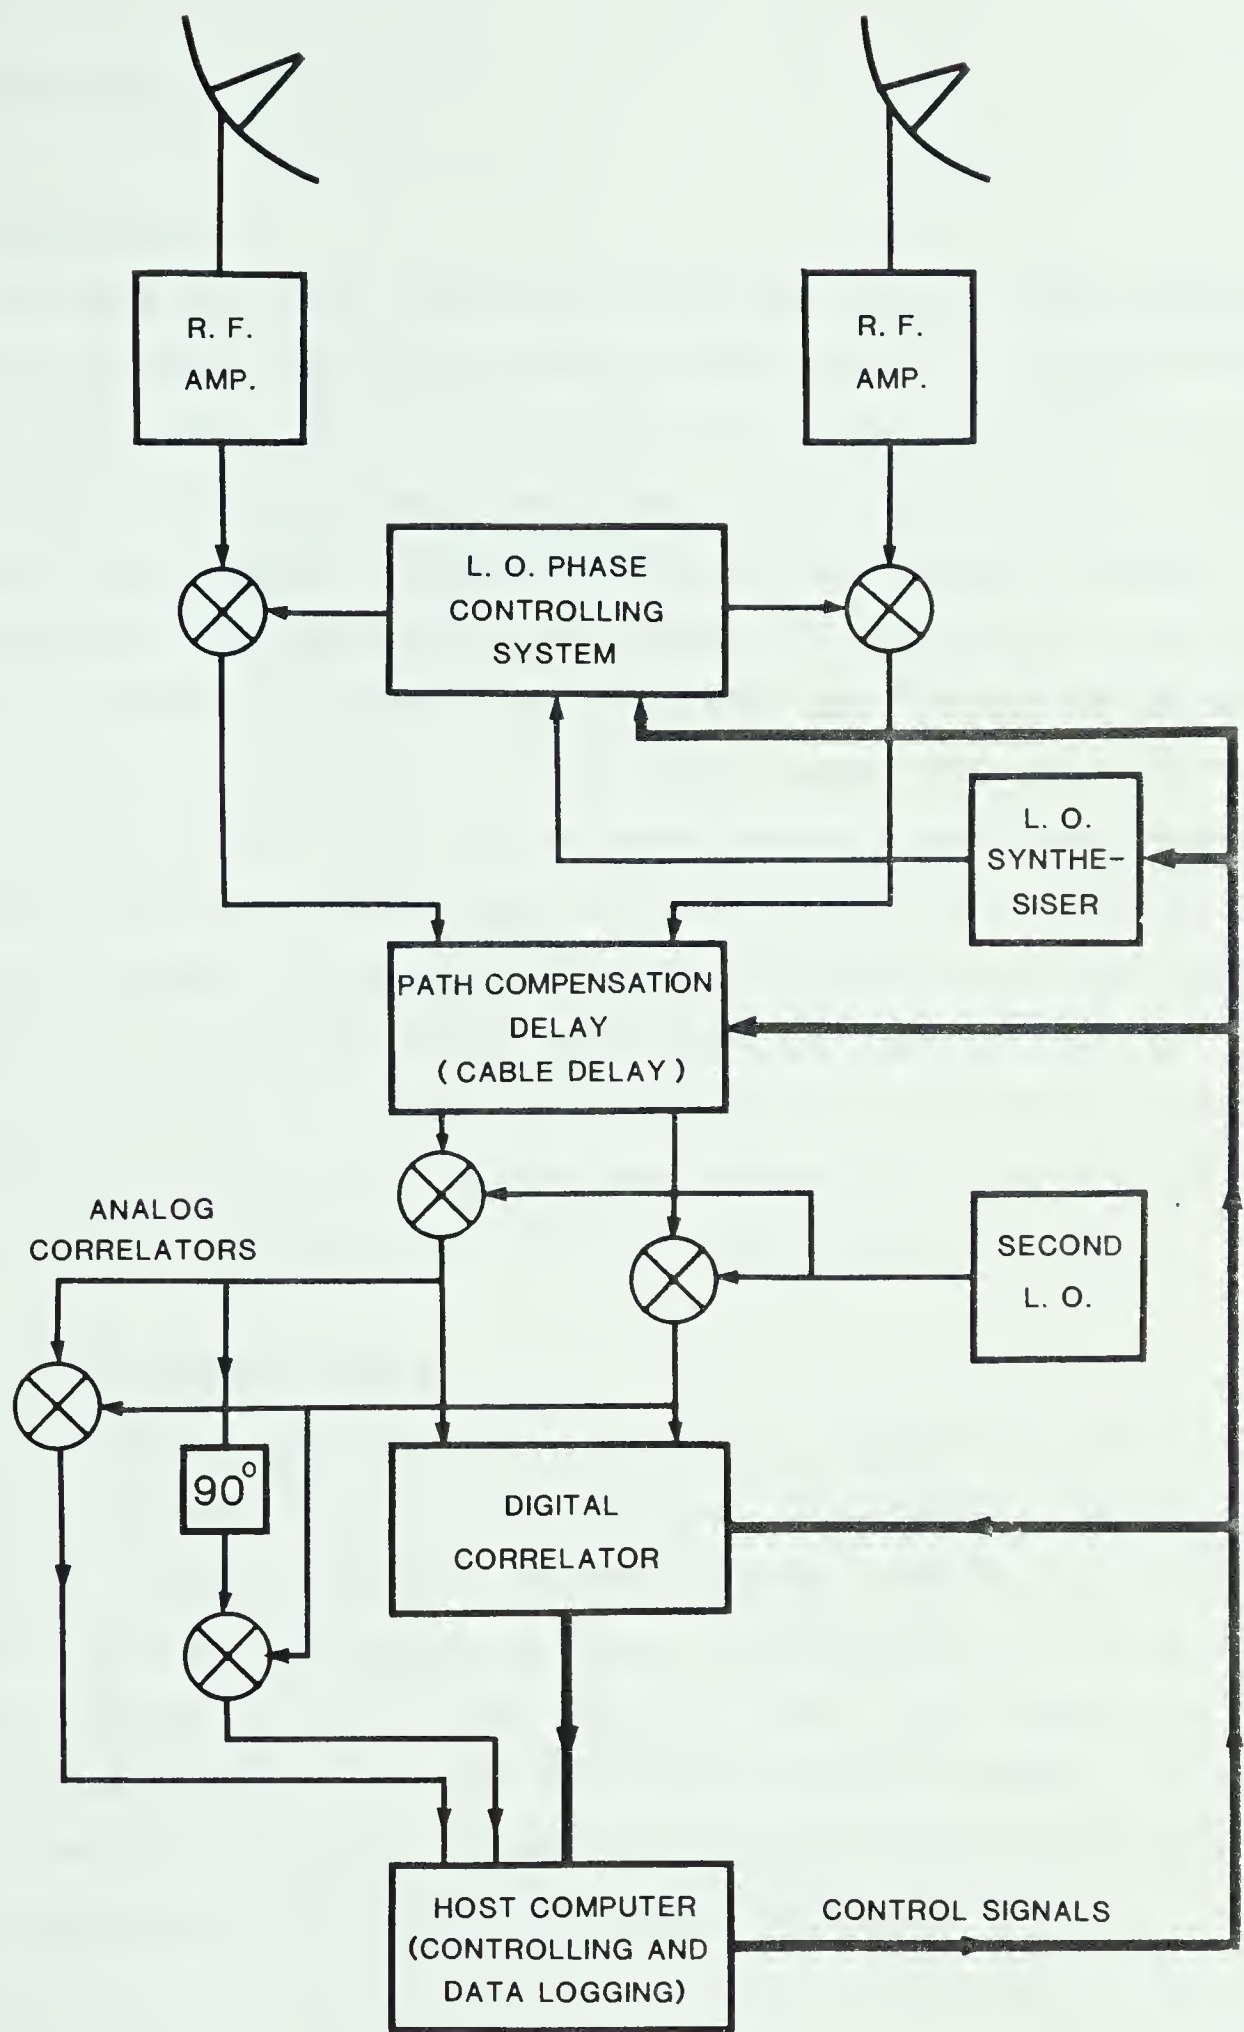 R. F.
AMP.
R. F.
AMP.
L. O. PHASE
CONTROLLING
SYSTEM
L. O.
SYNTHE-
SISER
PATH COMPENSATION
DELAY
( CABLE DELAY )
ANALOG
CORRELATORS
SECOND
L. O.
90°
DIGITAL
CORRELATOR
HOST COMPUTER
(CONTROLLING AND
DATA LOGGING)
CONTROL SIGNALS